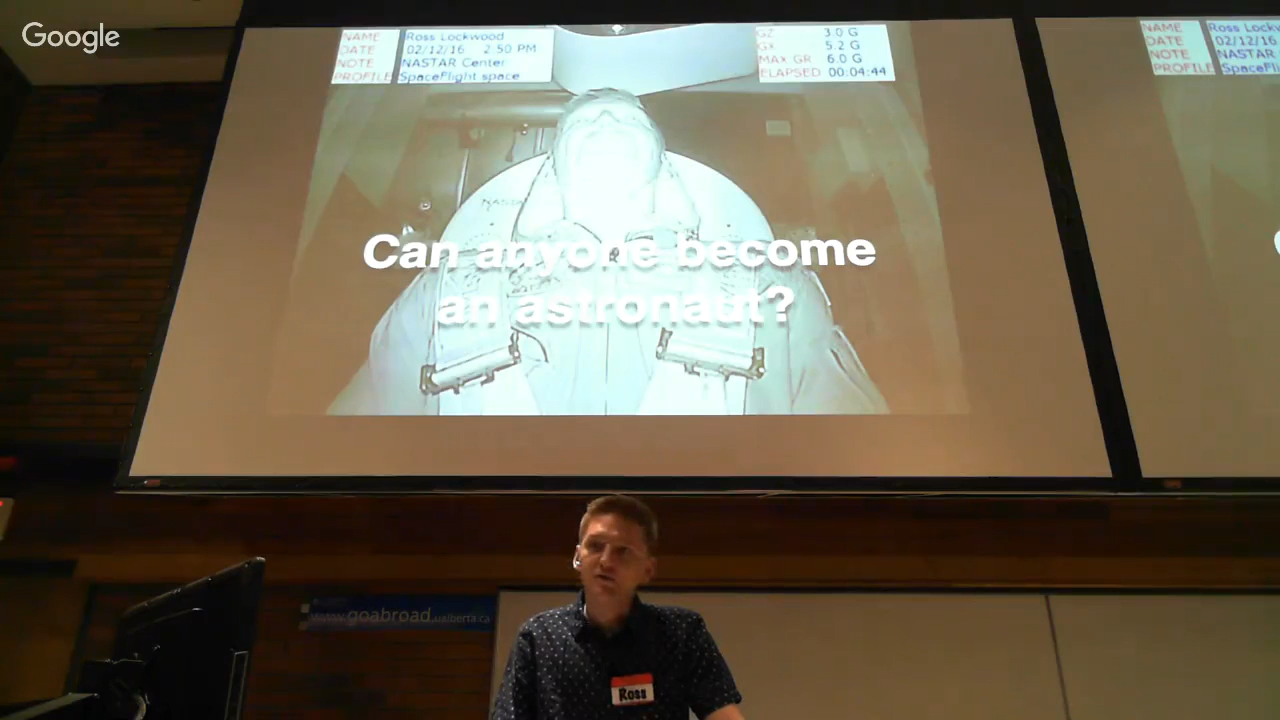 Google
NAME Ross Lockwood
DATE 02/12/16 2:50 PM
NOTE NASTAR Center
PROFILE SpaceFlight space
GZ 3.0 G
GX 5.2 G
MAX GR 6.0 G
ELAPSED 00:04:44
NAME Ross Lockw
DATE 02/12/16
NOTE NASTAR
PROFILE SpaceFli
NASTA
Can anyone become
an astronaut?
www.goabroad.ualberta.ca
Ross